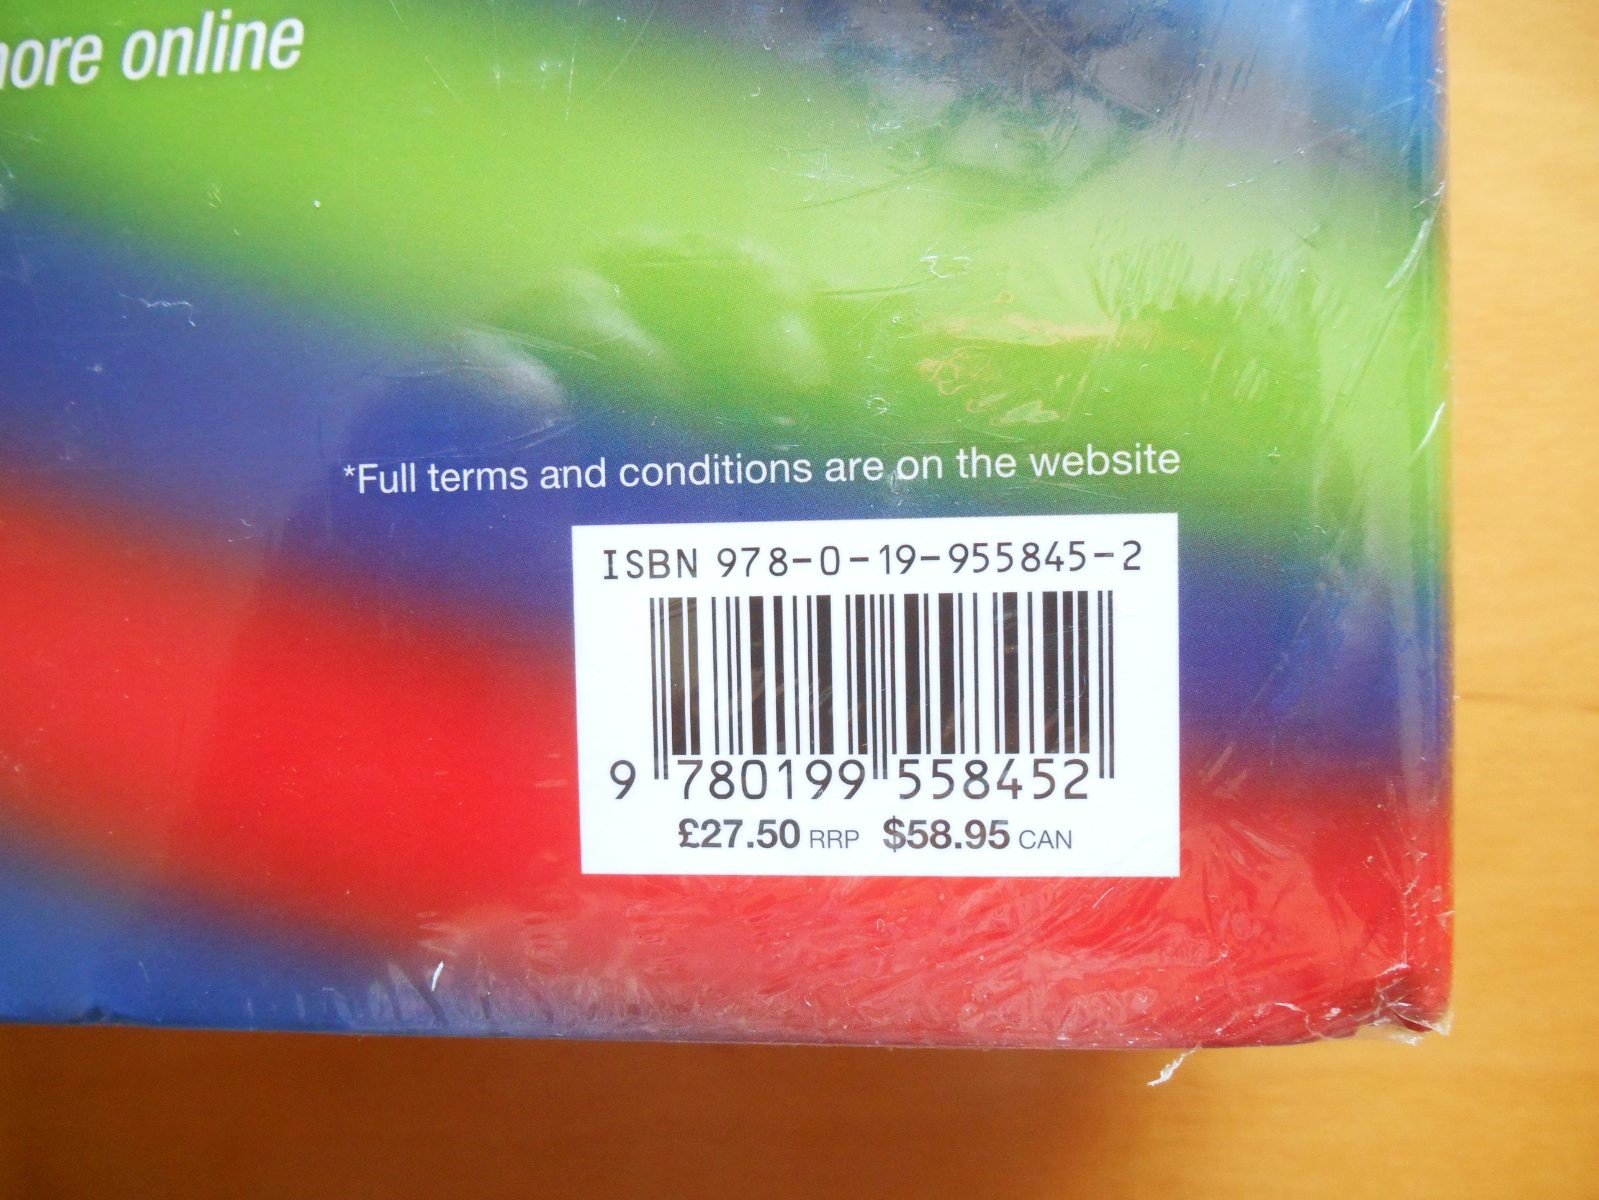 online
*Full terms and conditions are on the website
ISBN 978-0-19-955845-2
9 780199 558452
£27.50 RRP $58.95 CAN